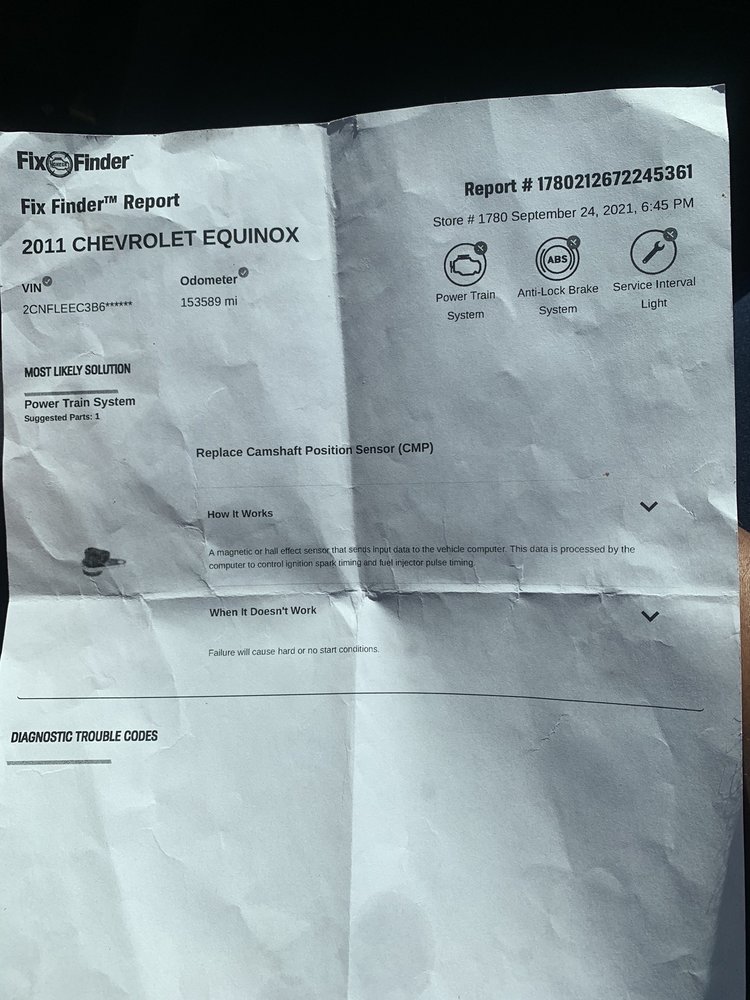 Fix Finder™
Fix Finder™ Report
2011 CHEVROLET EQUINOX
VIN
2CNFLEEC3B6******
Odometer
153589 mi
Report # 1780212672245361
Store # 1780 September 24, 2021, 6:45 PM
Power Train
System
ABS
Anti-Lock Brake
System
Service Interval
Light
MOST LIKELY SOLUTION
Power Train System
Suggested Parts: 1
Replace Camshaft Position Sensor (CMP)
How It Works
A magnetic or hall effect sensor that sends input data to the vehicle computer. This data is processed by the
computer to control ignition spark timing and fuel injector pulse timing.
When It Doesn't Work
Failure will cause hard or no start conditions.
DIAGNOSTIC TROUBLE CODES